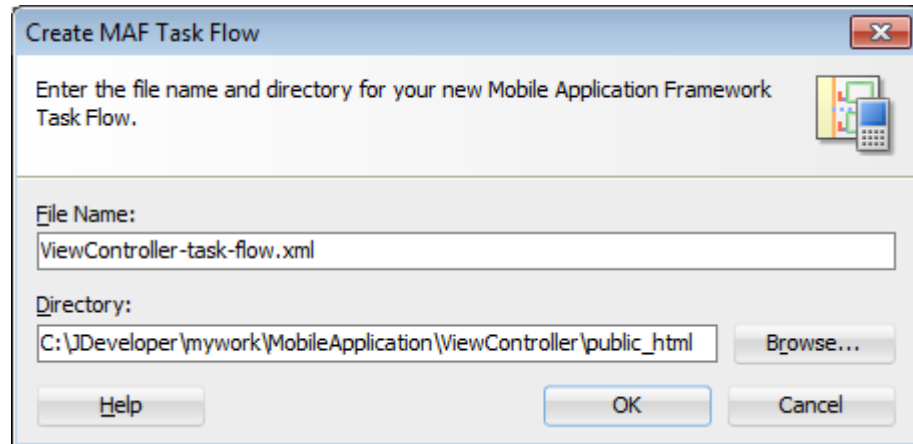 Create MAF Task Flow
Enter the file name and directory for your new Mobile Application Framework
Task Flow.
File Name:
ViewController-task-flow.xml
Directory:
C:\JDeveloper\mywork\MobileApplication\ViewController\public_html
Browse...
Help
OK
Cancel